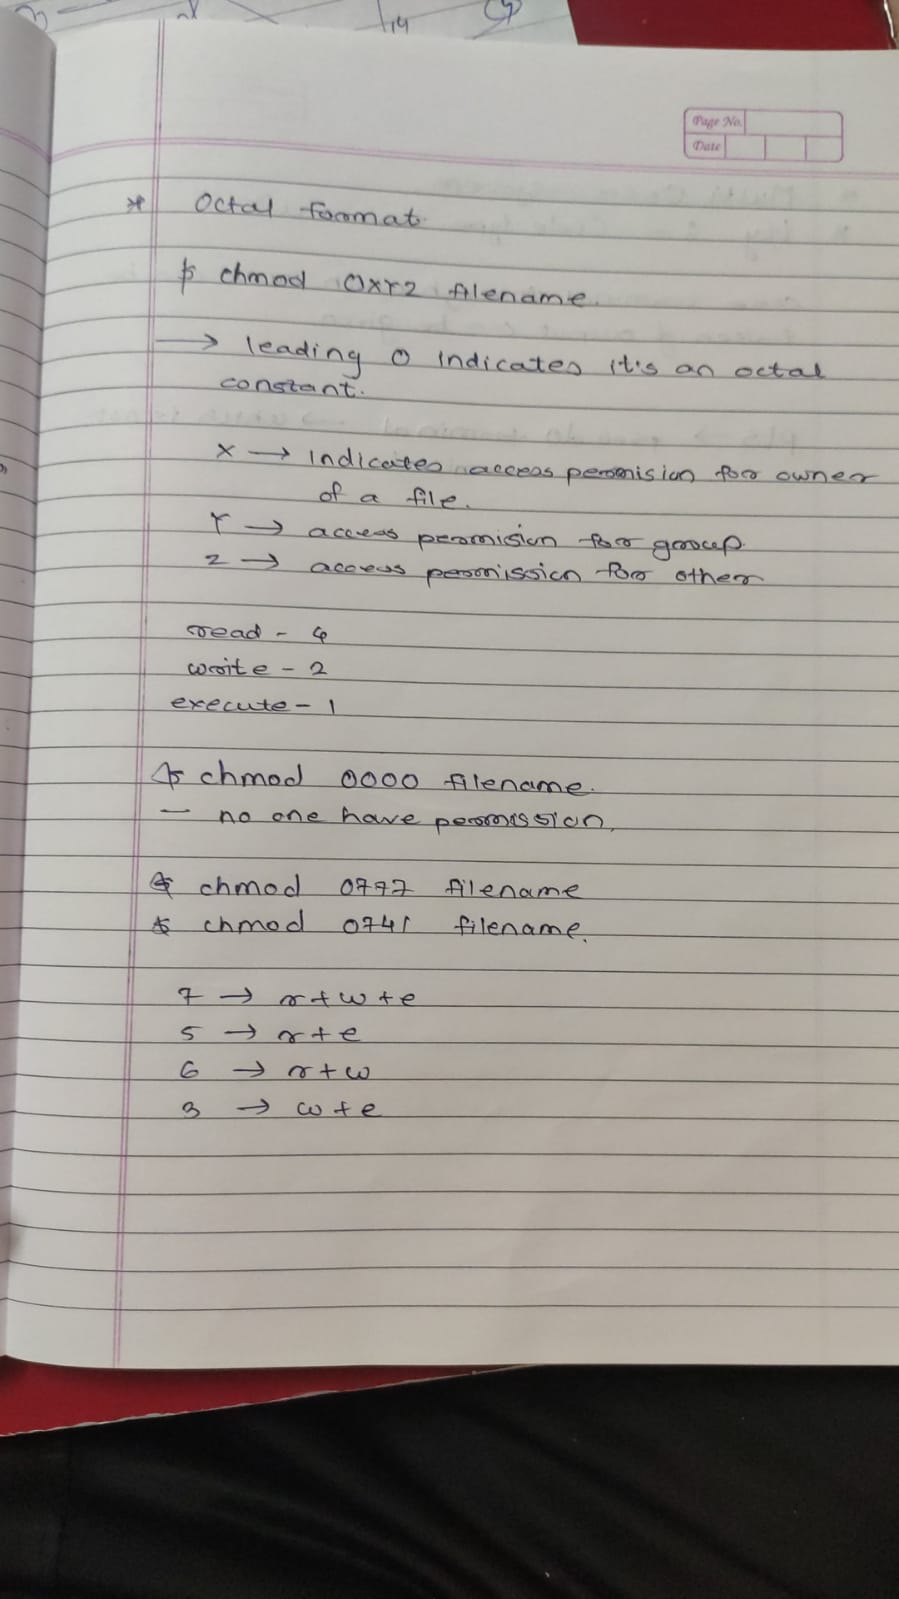 Page No.
Date
* Octal format
$ chmod 0XYZ filename.
→ leading 0 indicates it's an octal
constant.
X → indicates access permision for owner
of a file.
Y → access permision for group
Z → access permission for other
read - 4
write - 2
execute - 1
$ chmod 0000 filename.
- no one have permission.
$ chmod 0777 filename
$ chmod 0741 filename.
7 → r+w+e
5 → r+e
6 → r+w
3 → w+e